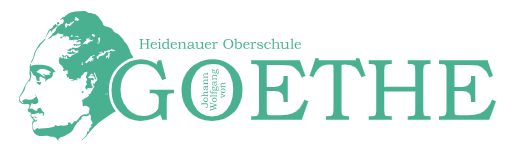 Heidenauer Oberschule
Johann
Wolfgang
von
GOETHE